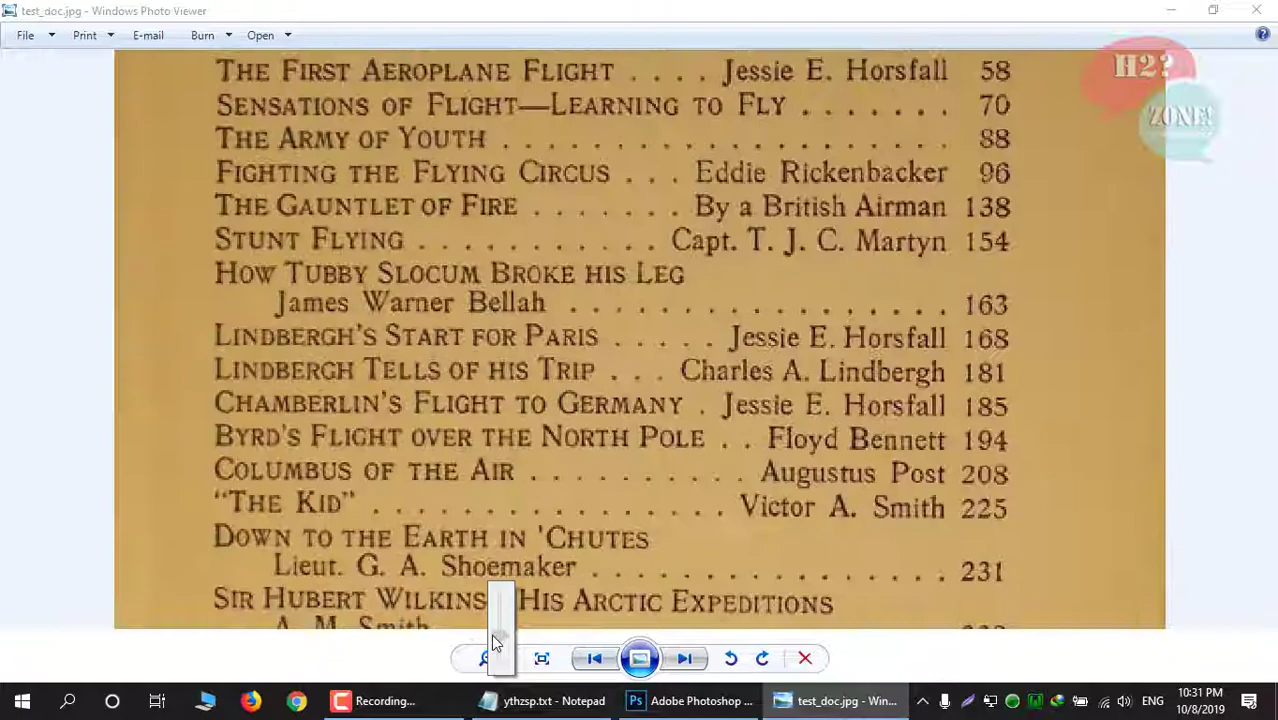 test_doc.jpg - Windows Photo Viewer
File Print E-mail Burn Open
H2?
ZONE!
THE FIRST AEROPLANE FLIGHT .... Jessie E. Horsfall 58
SENSATIONS OF FLIGHT—LEARNING TO FLY ....... 70
THE ARMY OF YOUTH .................... 88
FIGHTING THE FLYING CIRCUS ... Eddie Rickenbacker 96
THE GAUNTLET OF FIRE ....... By a British Airman 138
STUNT FLYING ........... Capt. T. J. C. Martyn 154
HOW TUBBY SLOCUM BROKE HIS LEG
James Warner Bellah ................. 163
LINDBERGH'S START FOR PARIS ..... Jessie E. Horsfall 168
LINDBERGH TELLS OF HIS TRIP ... Charles A. Lindbergh 181
CHAMBERLIN'S FLIGHT TO GERMANY . Jessie E. Horsfall 185
BYRD'S FLIGHT OVER THE NORTH POLE .. Floyd Bennett 194
COLUMBUS OF THE AIR .......... Augustus Post 208
"THE KID" ................ Victor A. Smith 225
DOWN TO THE EARTH IN 'CHUTES
Lieut. G. A. Shoemaker ................ 231
SIR HUBERT WILKINS HIS ARCTIC EXPEDITIONS
A. M. Smith
Recording... ythzsp.txt - Notepad Adobe Photoshop ... test_doc.jpg - Win... ENG 10:31 PM
10/8/2019